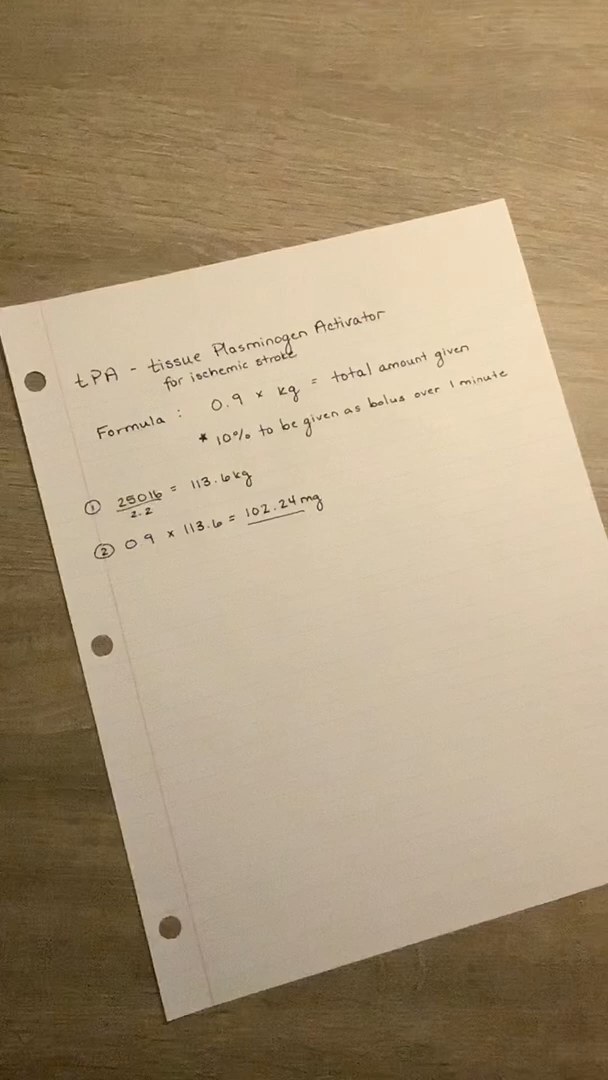 tPA - tissue Plasminogen Activator
for ischemic stroke
Formula : 0.9 x kg = total amount given
* 10% to be given as bolus over 1 minute
① 250lb = 113.6kg
2.2
② 0.9 x 113.6 = 102.24mg